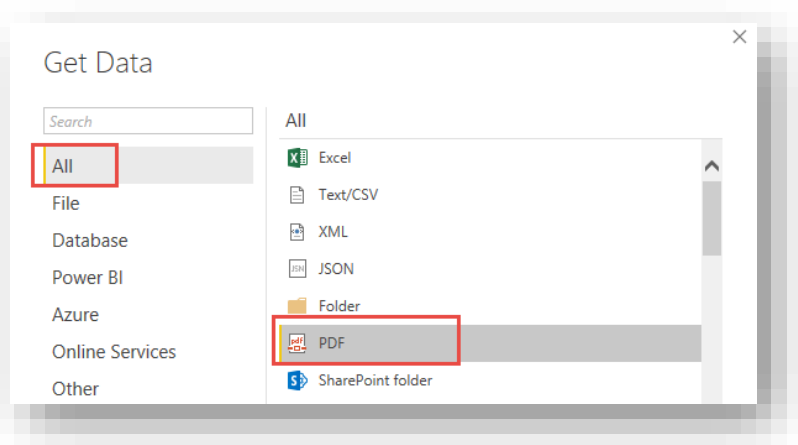 Get Data
Search
All
File
Database
Power BI
Azure
Online Services
Other
All
Excel
Text/CSV
XML
JSON
Folder
PDF
SharePoint folder